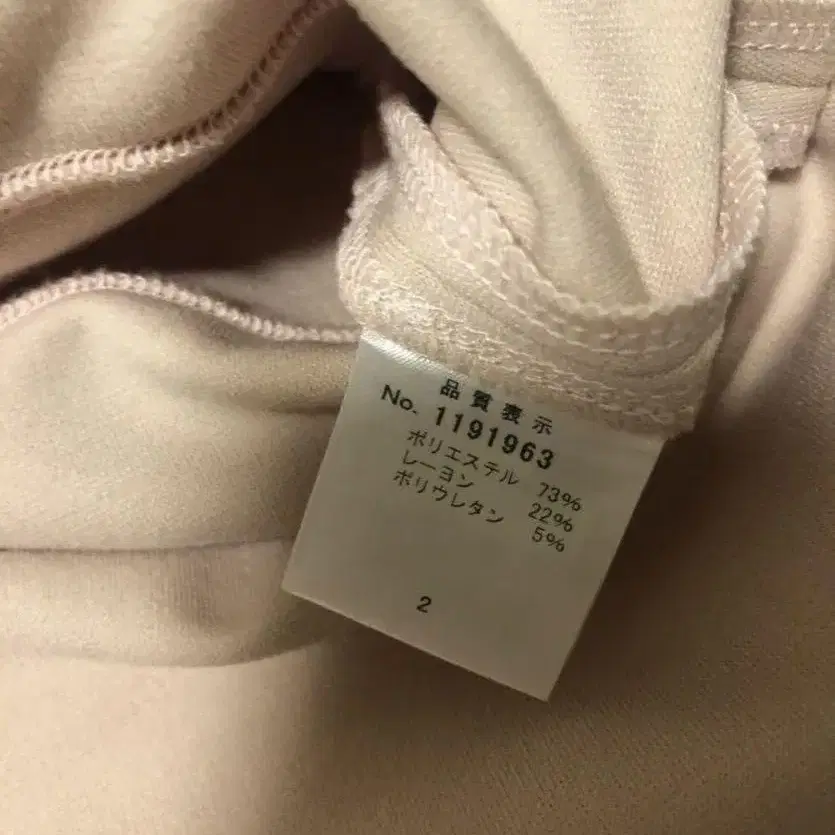 品質表示
No. 1191963
ポリエステル 73%
レーヨン 22%
ポリウレタン 5%
2